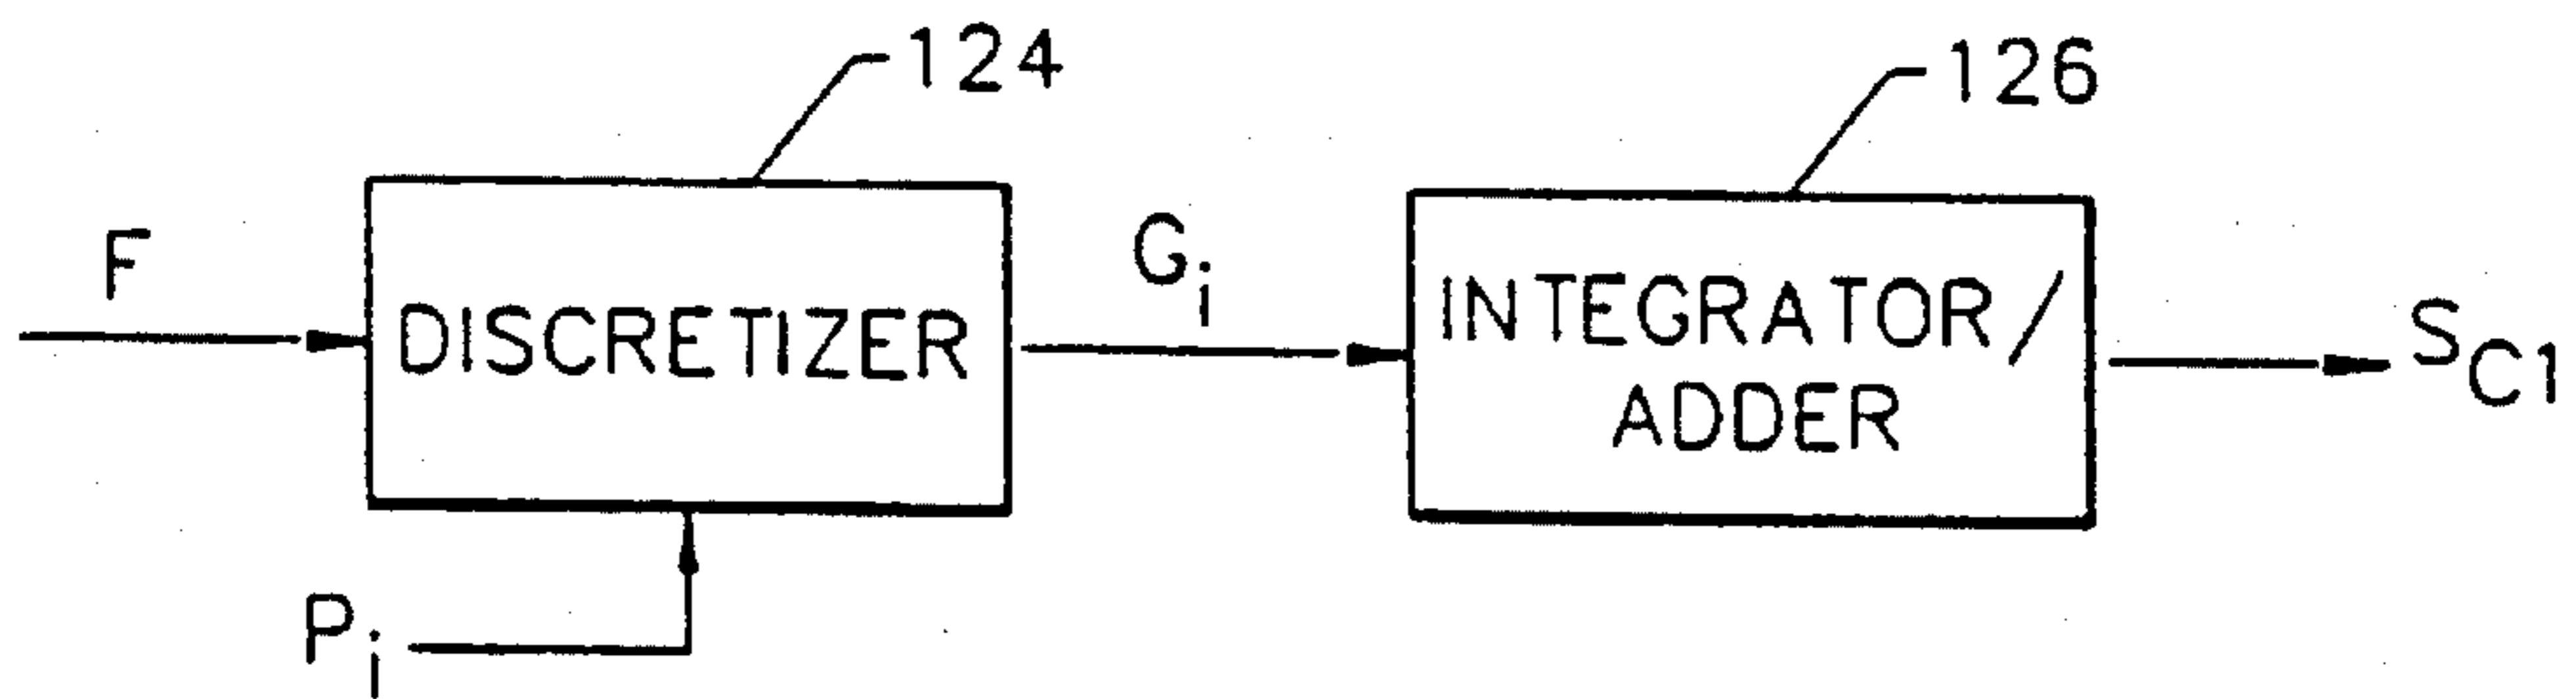 124
126
F
DISCRETIZER
G_i
INTEGRATOR/
ADDER
S_C1
P_i